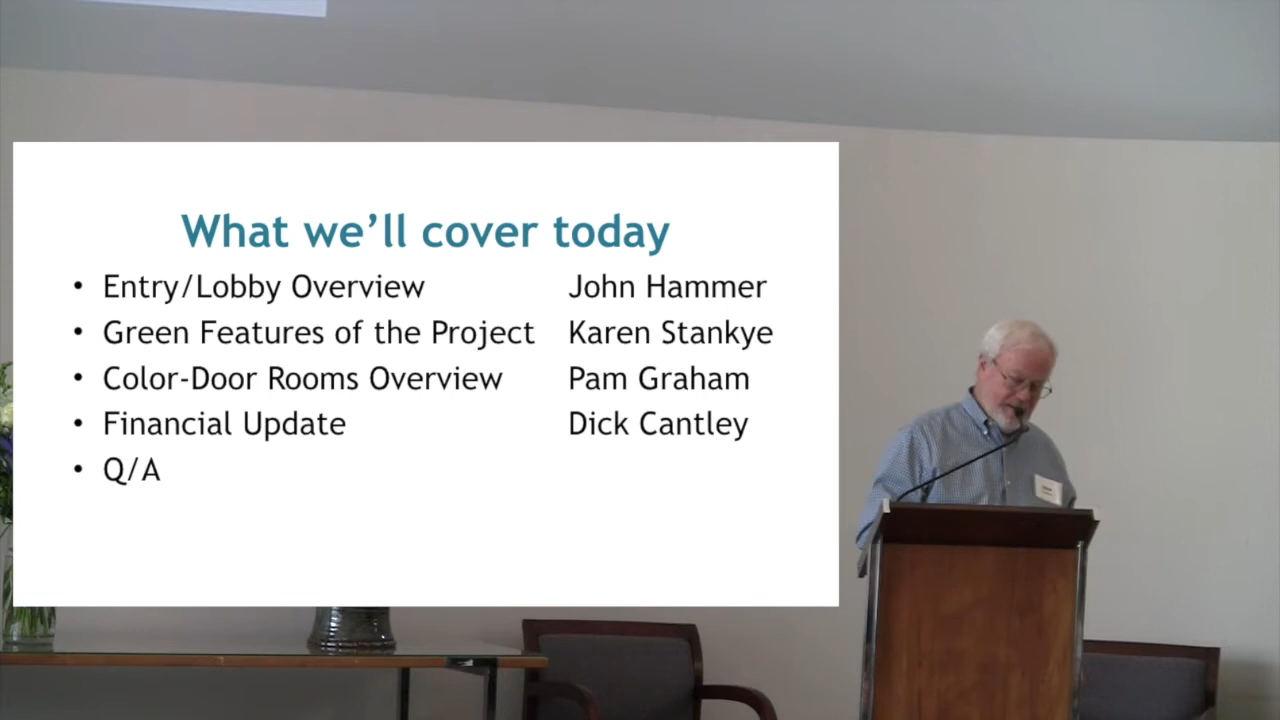 What we’ll cover today
• Entry/Lobby Overview John Hammer
• Green Features of the Project Karen Stankye
• Color-Door Rooms Overview Pam Graham
• Financial Update Dick Cantley
• Q/A